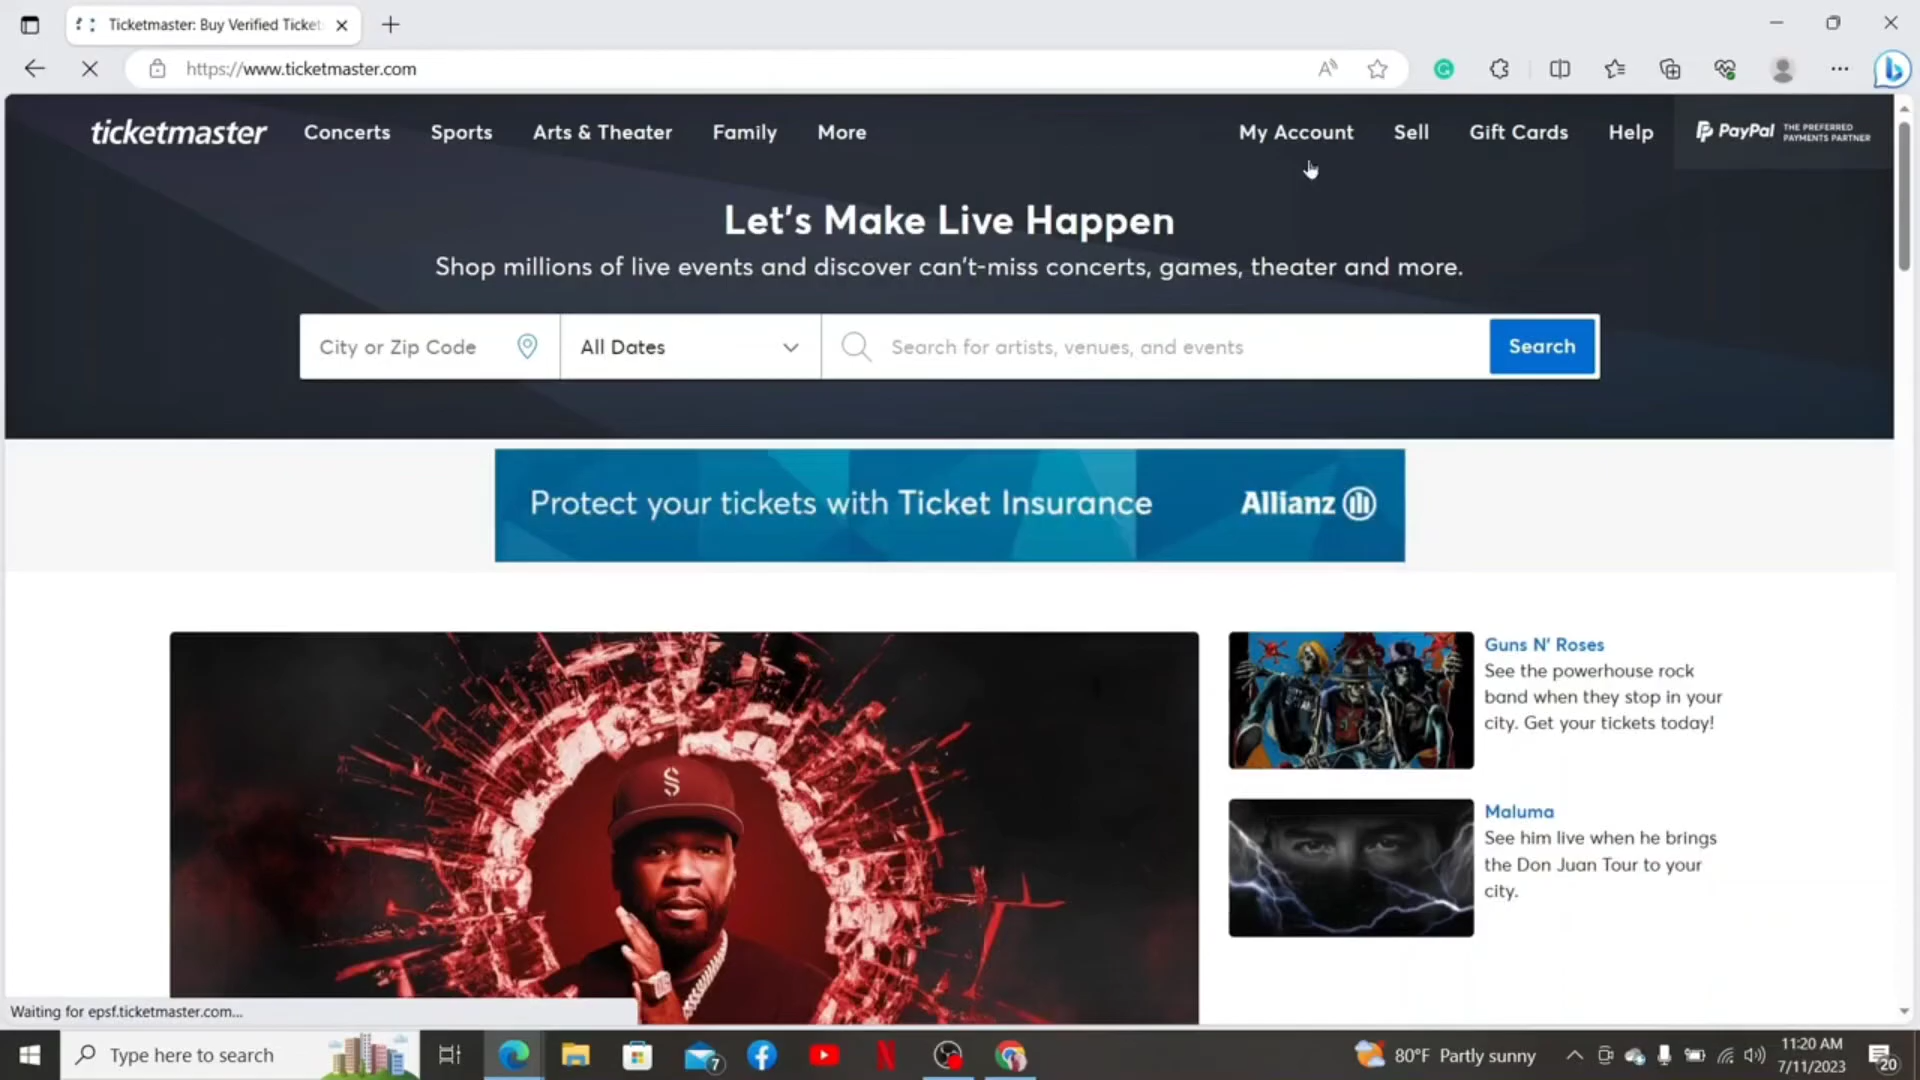 Ticketmaster: Buy Verified Ticket
https://www.ticketmaster.com
ticketmaster Concerts Sports Arts & Theater Family More My Account Sell Gift Cards Help PayPal THE PREFERRED
PAYMENTS PARTNER
Let's Make Live Happen
Shop millions of live events and discover can't-miss concerts, games, theater and more.
City or Zip Code All Dates Search for artists, venues, and events Search
Protect your tickets with Ticket Insurance Allianz
Guns N' Roses
See the powerhouse rock
band when they stop in your
city. Get your tickets today!
Maluma
See him live when he brings
the Don Juan Tour to your
city.
Waiting for epsf.ticketmaster.com...
Type here to search 7 80°F Partly sunny 11:20 AM
7/11/2023 20